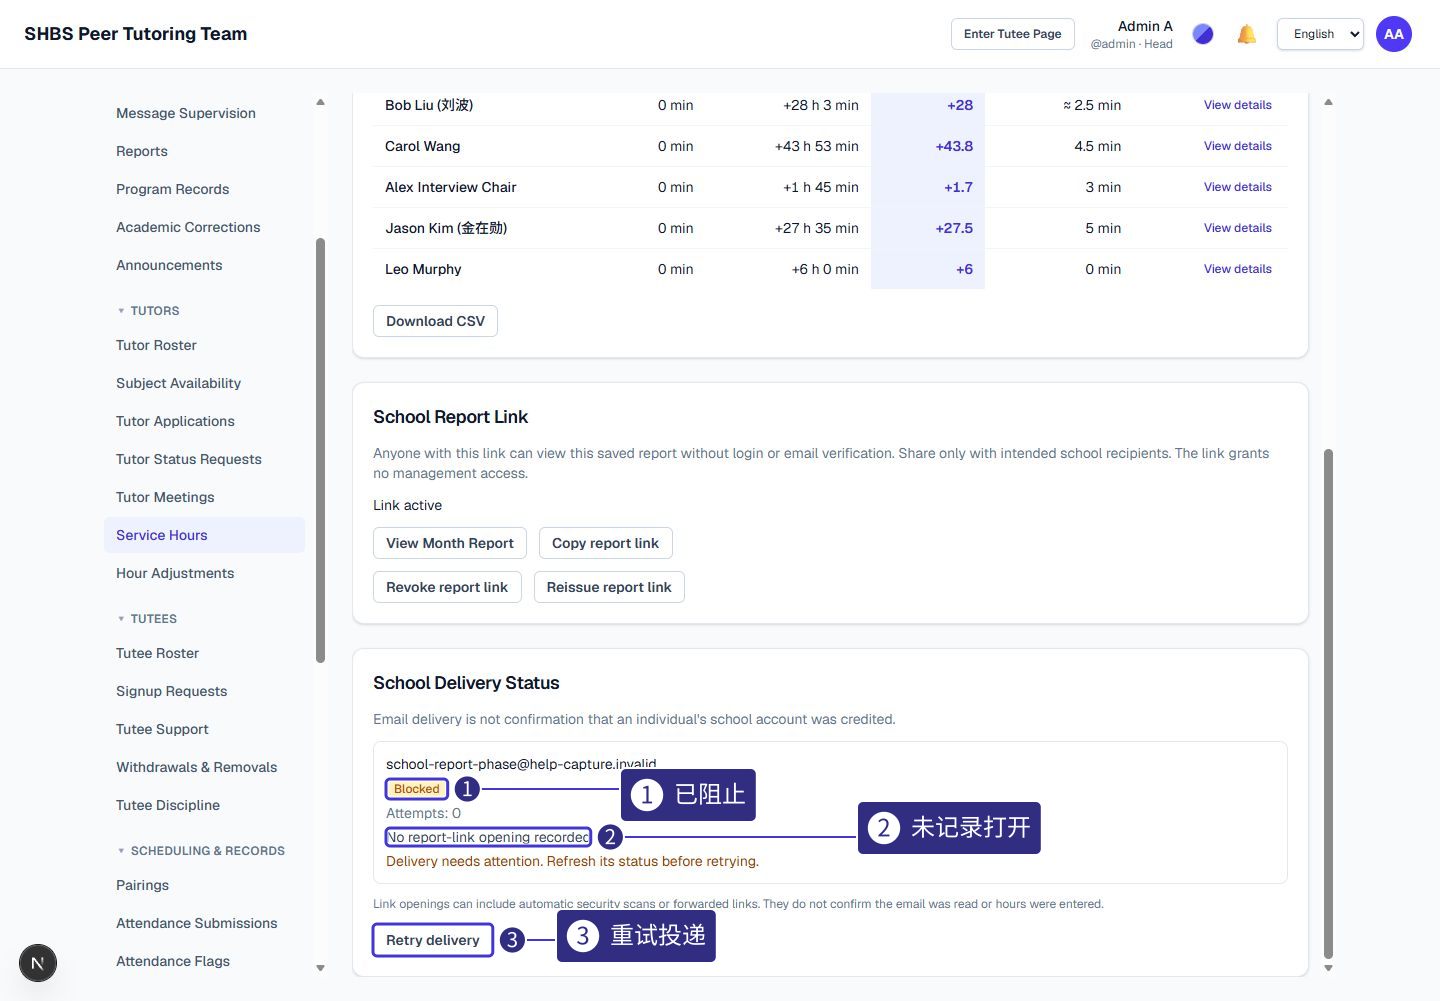 SHBS Peer Tutoring Team
Enter Tutee Page
Admin A
@admin · Head
English
AA
Message Supervision
Reports
Program Records
Academic Corrections
Announcements
TUTORS
Tutor Roster
Subject Availability
Tutor Applications
Tutor Status Requests
Tutor Meetings
Service Hours
Hour Adjustments
TUTEES
Tutee Roster
Signup Requests
Tutee Support
Withdrawals & Removals
Tutee Discipline
SCHEDULING & RECORDS
Pairings
Attendance Submissions
Attendance Flags
N
Bob Liu (刘波) 0 min +28 h 3 min +28 ≈ 2.5 min View details
Carol Wang 0 min +43 h 53 min +43.8 4.5 min View details
Alex Interview Chair 0 min +1 h 45 min +1.7 3 min View details
Jason Kim (金在勋) 0 min +27 h 35 min +27.5 5 min View details
Leo Murphy 0 min +6 h 0 min +6 0 min View details
Download CSV
School Report Link
Anyone with this link can view this saved report without login or email verification. Share only with intended school recipients. The link grants
no management access.
Link active
View Month Report Copy report link
Revoke report link Reissue report link
School Delivery Status
Email delivery is not confirmation that an individual's school account was credited.
school-report-phase@help-capture.invalid
Blocked 1 1 已阻止
Attempts: 0
No report-link opening recorded 2 2 未记录打开
Delivery needs attention. Refresh its status before retrying.
Link openings can include automatic security scans or forwarded links. They do not confirm the email was read or hours were entered.
Retry delivery 3 3 重试投递